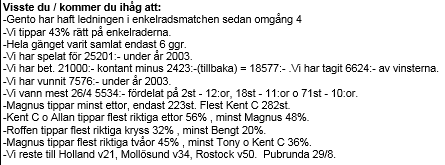 Visste du / kommer du ihåg att:
-Gento har haft ledningen i enkelradsmatchen sedan omgång 4
-Vi tippar 43% rätt på enkelraderna.
-Hela gänget varit samlat endast 6 ggr.
-Vi har spelat för 25201:- under år 2003.
-Vi har bet. 21000:- kontant minus 2423:-(tillbaka) = 18577:- .Vi har tagit 6624:- av vinsterna.
-Vi har vunnit 7576:- under år 2003.
-Vi vann mest 26/4 5534:- fördelat på 2st - 12:or, 18st - 11:or o 71st - 10:or.
-Magnus tippar minst ettor, endast 223st. Flest Kent C 282st.
-Kent C o Allan tippar flest riktiga ettor 56% , minst Magnus 48%.
-Roffen tippar flest riktiga kryss 32% , minst Bengt 20%.
-Magnus tippar flest riktiga tvåor 45% , minst Tony o Kent C 36%.
-Vi reste till Holland v21, Mollösund v34, Rostock v50.  Pubrunda 29/8.